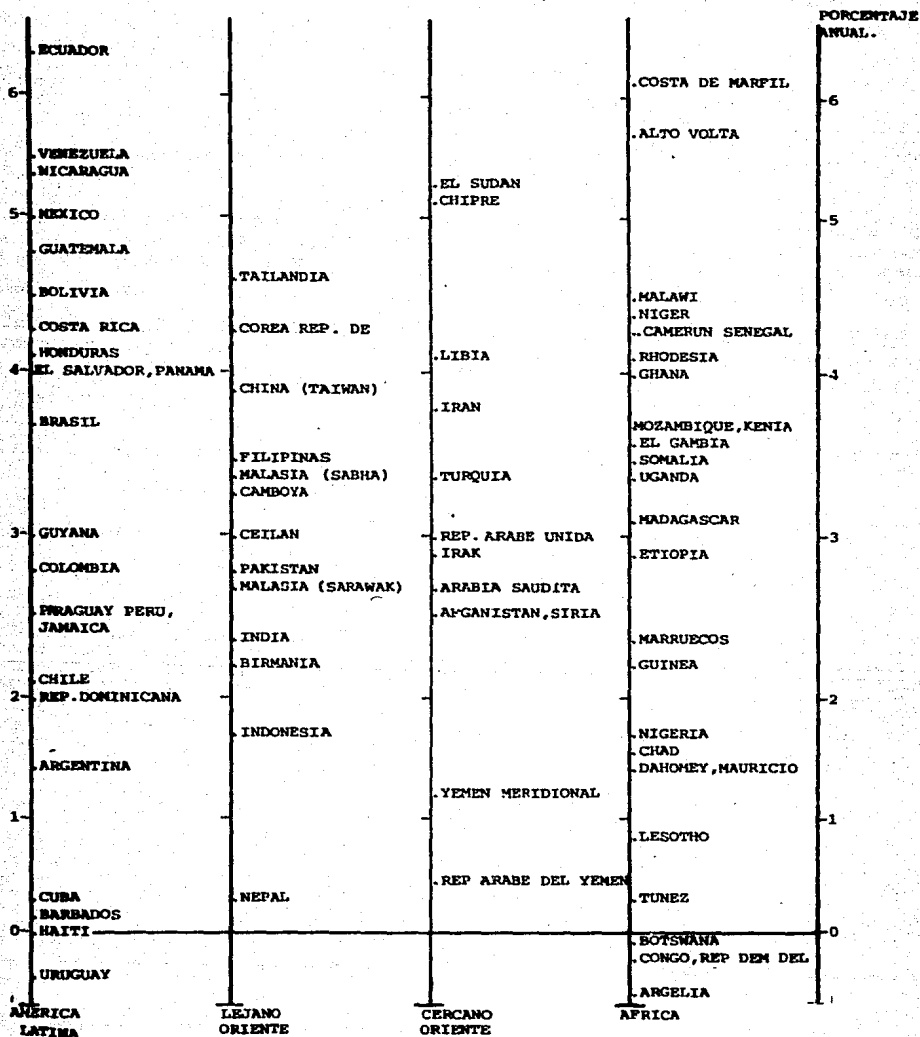 PORCENTAJE
ANUAL.
6
5
4
3
2
1
0
ECUADOR
VENEZUELA
NICARAGUA
MEXICO
GUATEMALA
BOLIVIA
COSTA RICA
HONDURAS
EL SALVADOR,PANAMA
BRASIL
GUYANA
COLOMBIA
PARAGUAY PERU,
JAMAICA
CHILE
REP.DOMINICANA
ARGENTINA
CUBA
BARBADOS
HAITI
URUGUAY
AMERICA
LATINA
TAILANDIA
COREA REP. DE
CHINA (TAIWAN)
FILIPINAS
MALASIA (SABHA)
CAMBOYA
CEILAN
PAKISTAN
MALASIA (SARAWAK)
INDIA
BIRMANIA
INDONESIA
NEPAL
LEJANO
ORIENTE
EL SUDAN
CHIPRE
LIBIA
IRAN
TURQUIA
REP. ARABE UNIDA
IRAK
ARABIA SAUDITA
AFGANISTAN,SIRIA
YEMEN MERIDIONAL
REP ARABE DEL YEMEN
CERCANO
ORIENTE
COSTA DE MARFIL
ALTO VOLTA
MALAWI
NIGER
CAMERUN SENEGAL
RHODESIA
GHANA
MOZAMBIQUE,KENIA
EL GAMBIA
SOMALIA
UGANDA
MADAGASCAR
ETIOPIA
MARRUECOS
GUINEA
NIGERIA
CHAD
DAHOMEY,MAURICIO
LESOTHO
TUNEZ
BOTSWANA
CONGO,REP DEM DEL
ARGELIA
AFRICA
6
5
4
3
2
1
0